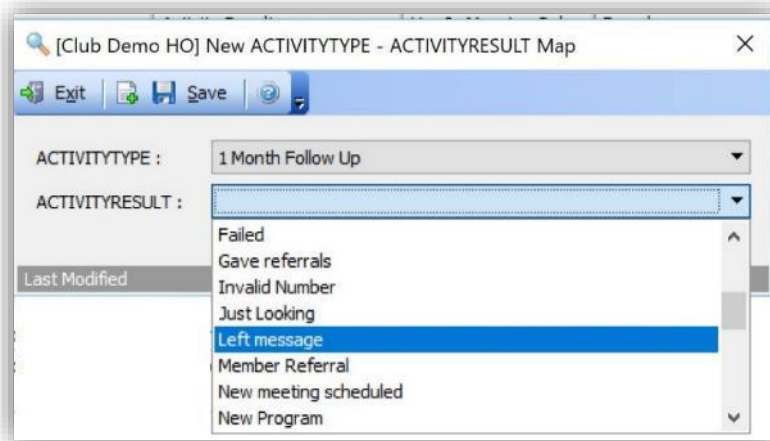 [Club Demo HO] New ACTIVITYTYPE - ACTIVITYRESULT Map
Exit Save
ACTIVITYTYPE : 1 Month Follow Up
ACTIVITYRESULT :
Failed
Gave referrals
Last Modified
Invalid Number
Just Looking
Left message
Member Referral
New meeting scheduled
New Program